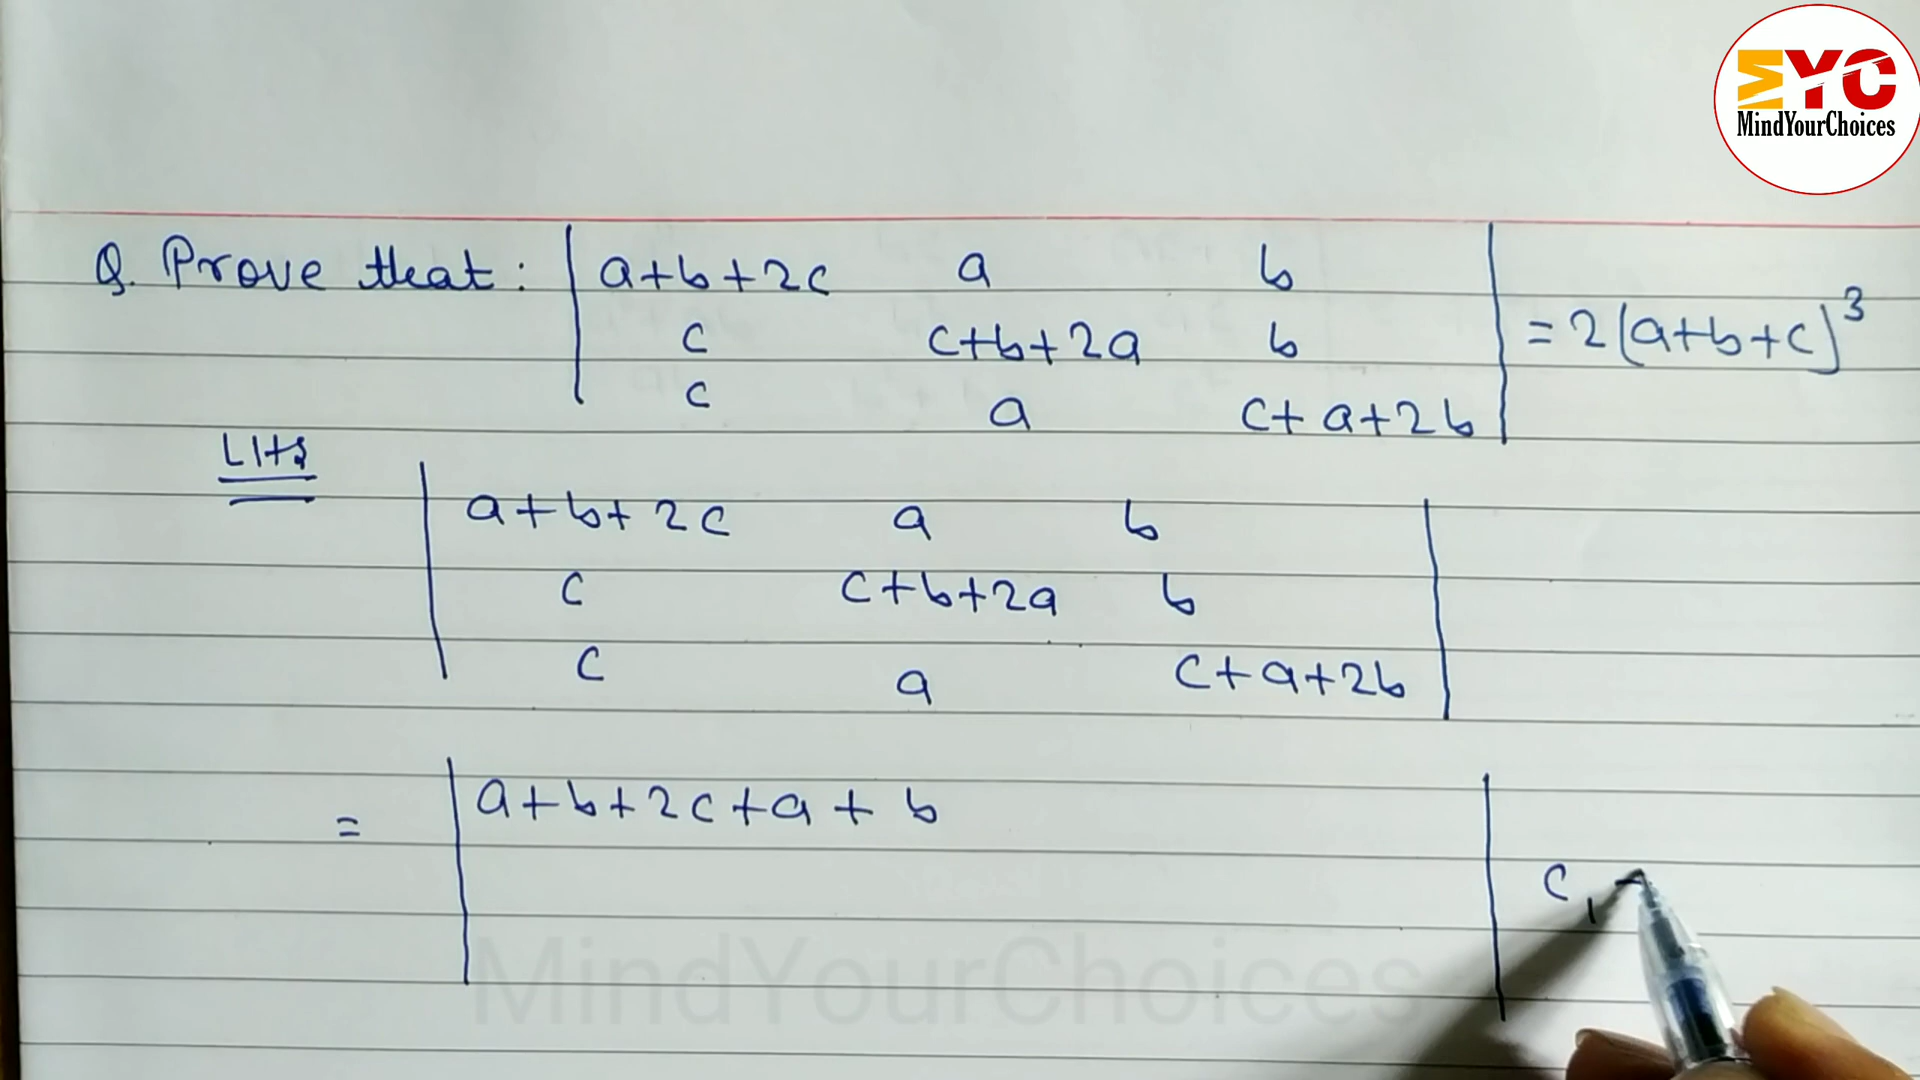 MYC
MindYourChoices
Q. Prove that: | a+b+2c a b |
| c c+b+2a b | = 2(a+b+c)³
| c a c+a+2b |
LHS
| a+b+2c a b |
| c c+b+2a b |
| c a c+a+2b |
= | a+b+2c+a+b |
C₁ -
MindYourChoices